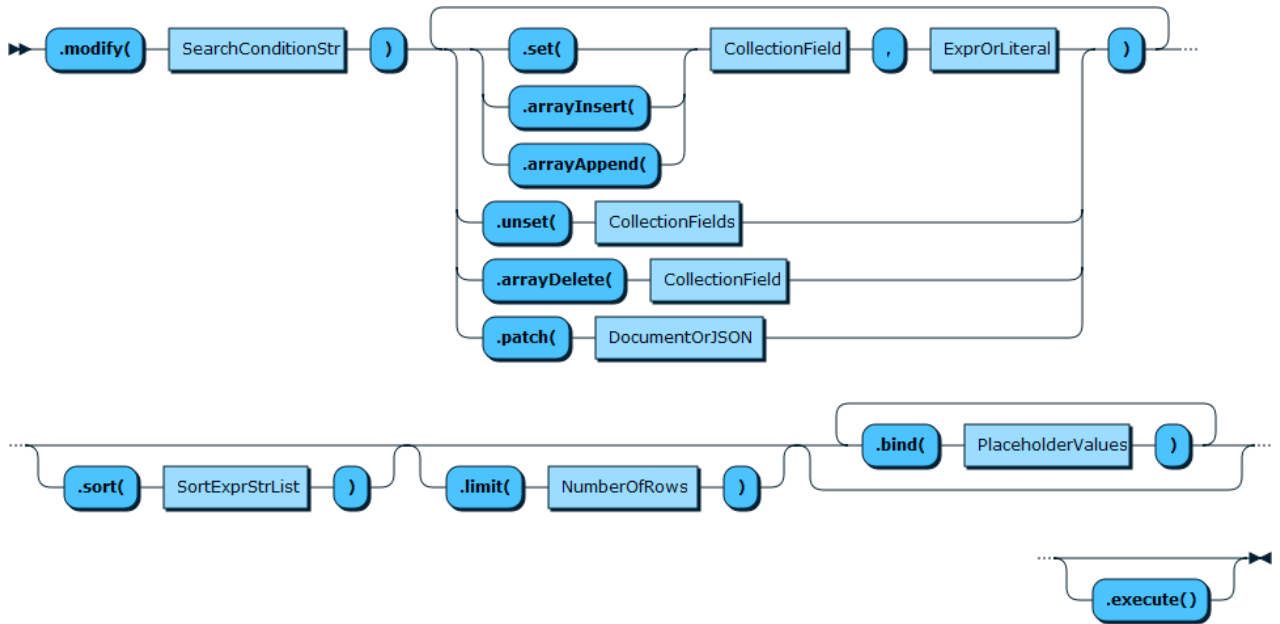 .modify( SearchConditionStr ) .set( CollectionField , ExprOrLiteral )
.arrayInsert(
.arrayAppend(
.unset( CollectionFields
.arrayDelete( CollectionField
.patch( DocumentOrJSON
.bind( PlaceholderValues )
.sort( SortExprStrList ) .limit( NumberOfRows )
.execute()